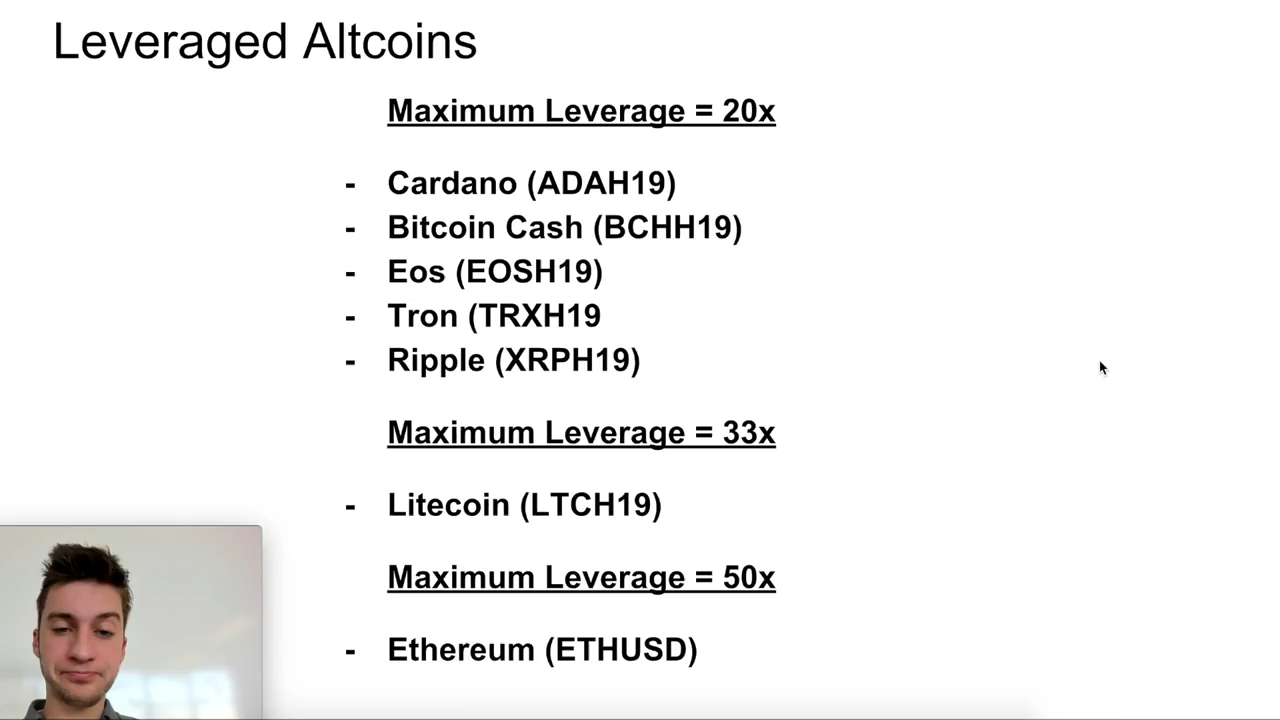 Leveraged Altcoins
Maximum Leverage = 20x
- Cardano (ADAH19)
- Bitcoin Cash (BCHH19)
- Eos (EOSH19)
- Tron (TRXH19
- Ripple (XRPH19)
Maximum Leverage = 33x
- Litecoin (LTCH19)
Maximum Leverage = 50x
- Ethereum (ETHUSD)